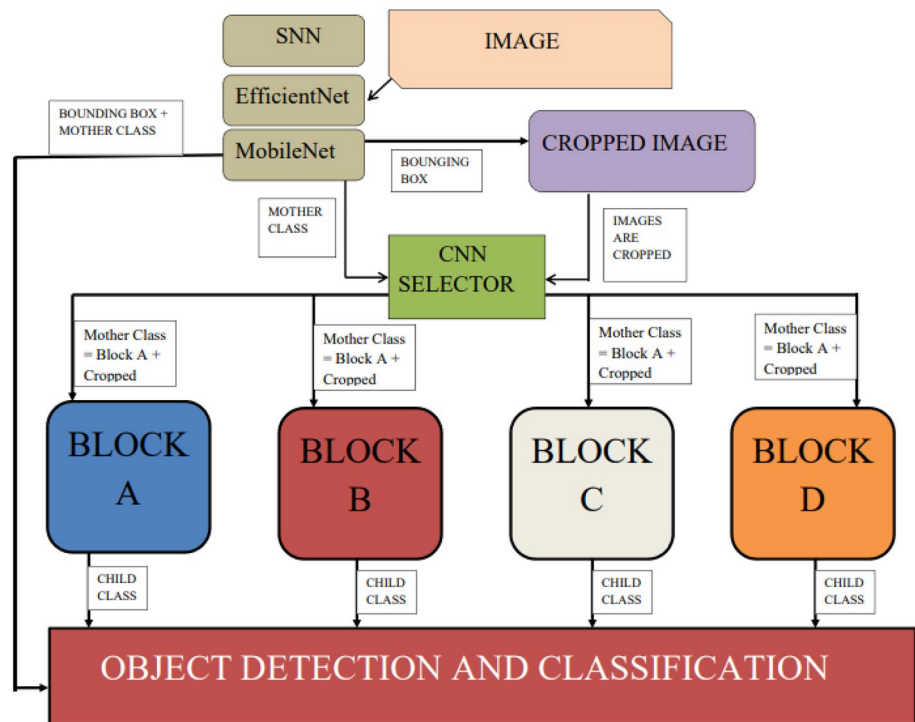 SNN
IMAGE
EfficientNet
BOUNDING BOX +
MOTHER CLASS
MobileNet
BOUNGING
BOX
CROPPED IMAGE
MOTHER
CLASS
IMAGES
ARE
CROPPED
CNN
SELECTOR
Mother Class
= Block A +
Cropped
Mother Class
= Block A +
Cropped
Mother Class
= Block A +
Cropped
Mother Class
= Block A +
Cropped
BLOCK
A
BLOCK
B
BLOCK
C
BLOCK
D
CHILD
CLASS
CHILD
CLASS
CHILD
CLASS
CHILD
CLASS
OBJECT DETECTION AND CLASSIFICATION